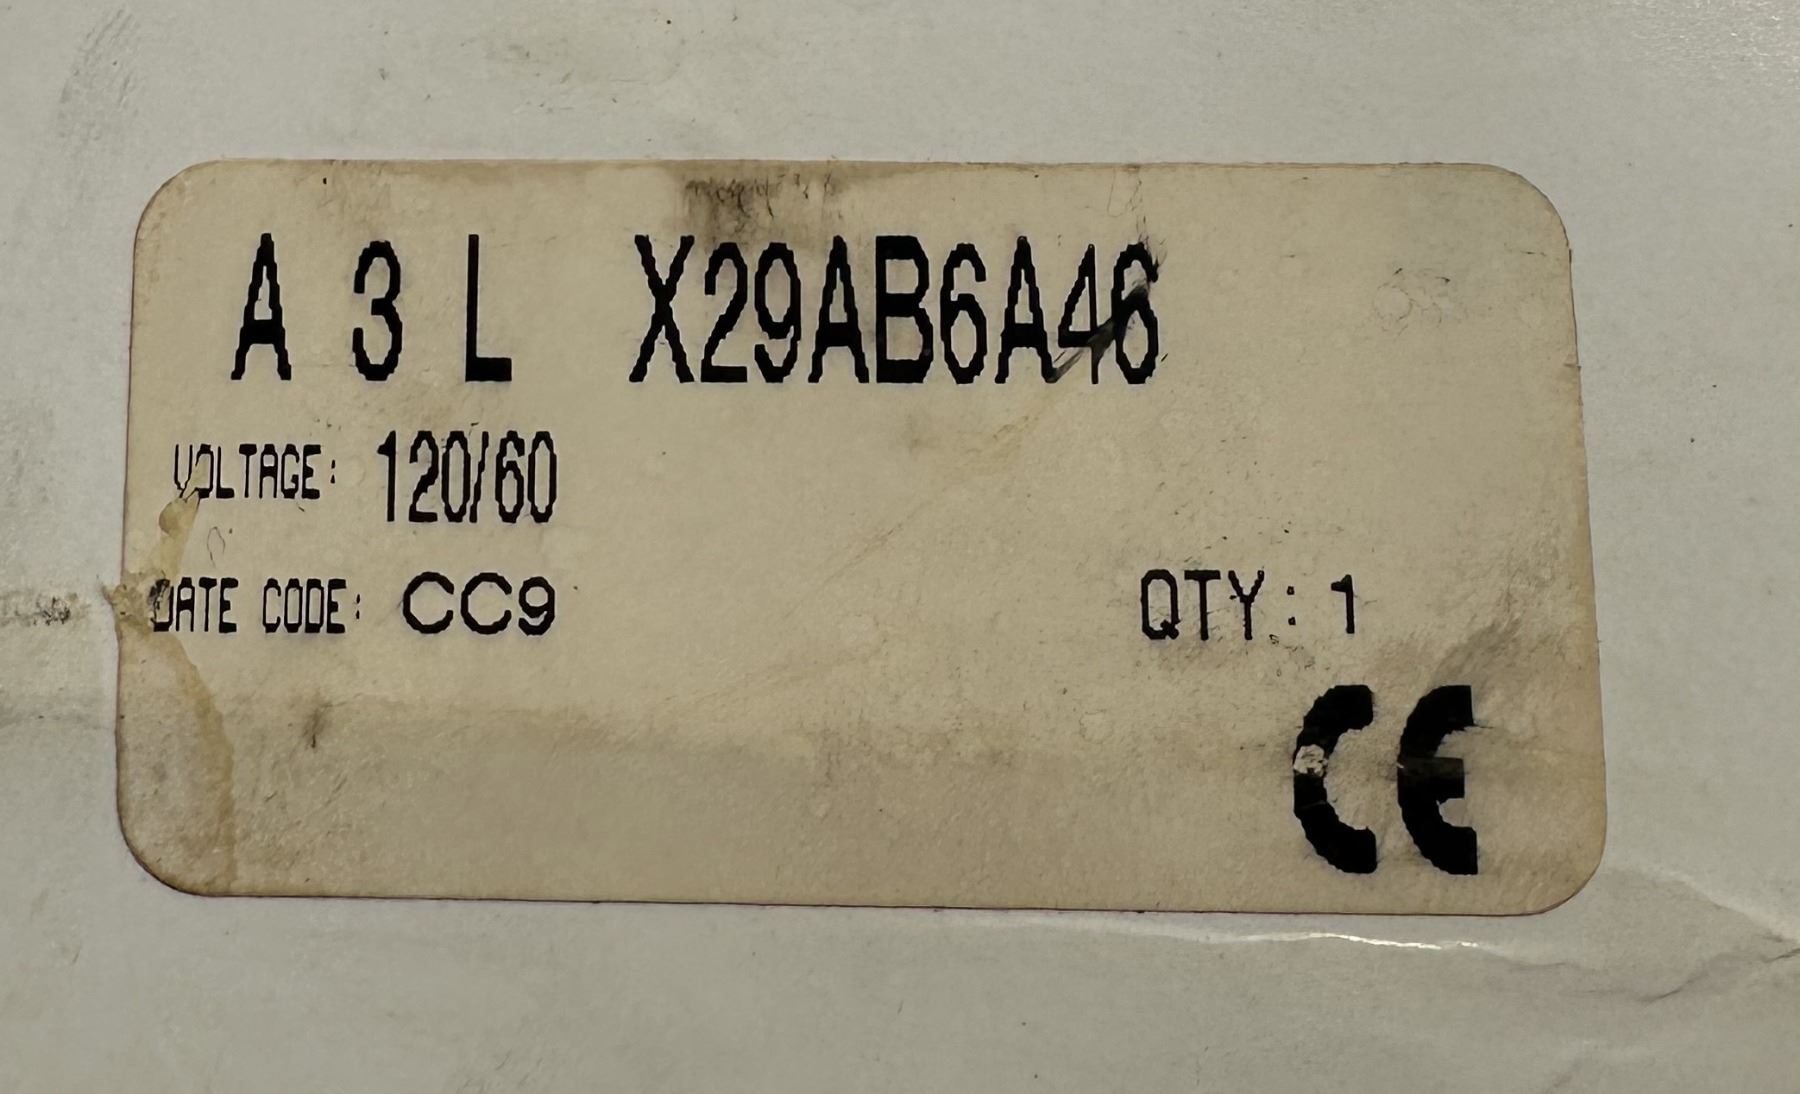 A 3 L X29AB6A46
VOLTAGE: 120/60
DATE CODE: CC9 QTY: 1
CE